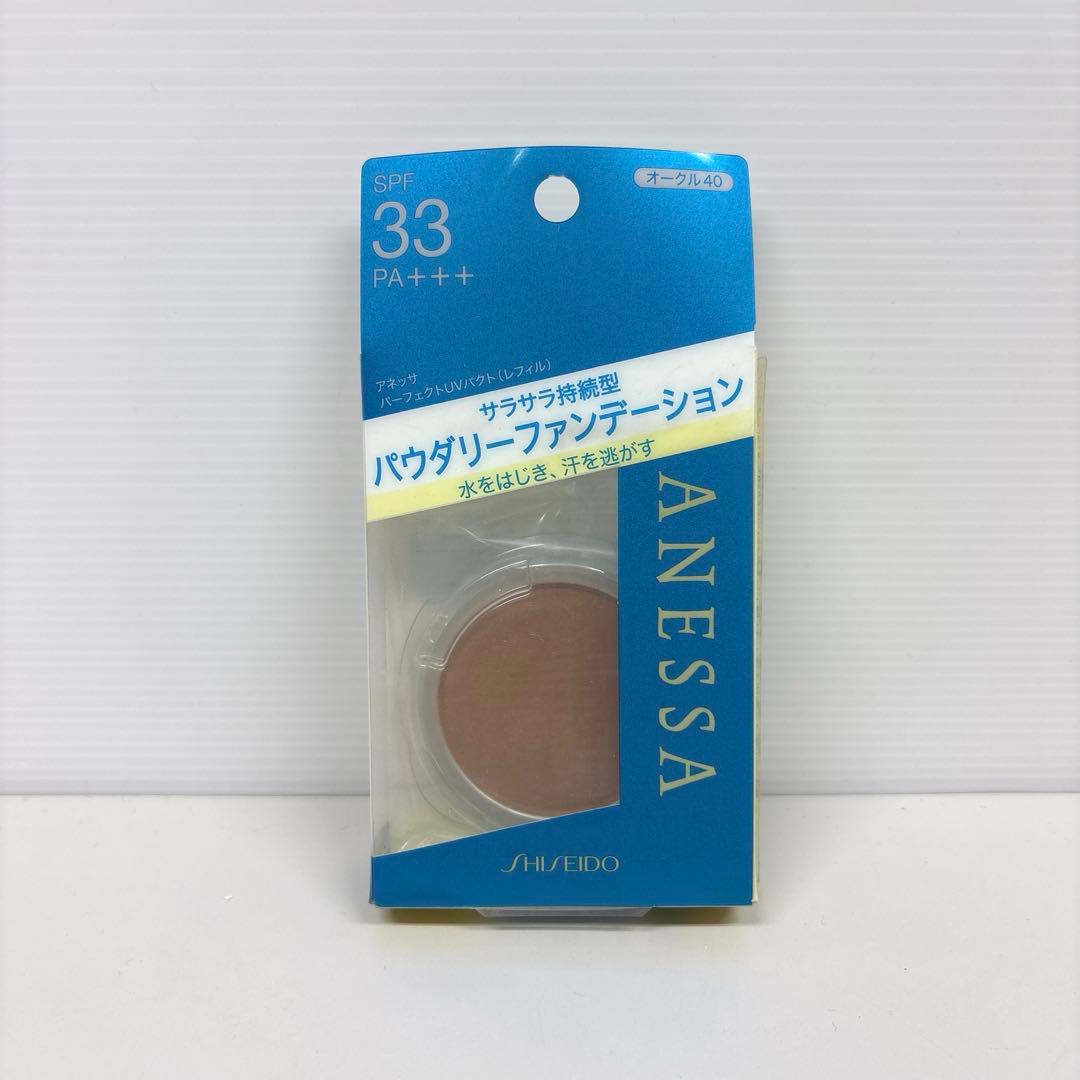 SPF
33
PA+++
オークル40
アネッサ
パーフェクトUVパクト(レフィル)
サラサラ持続型
パウダリーファンデーション
水をはじき、汗を逃がす
ANESSA
SHISEIDO